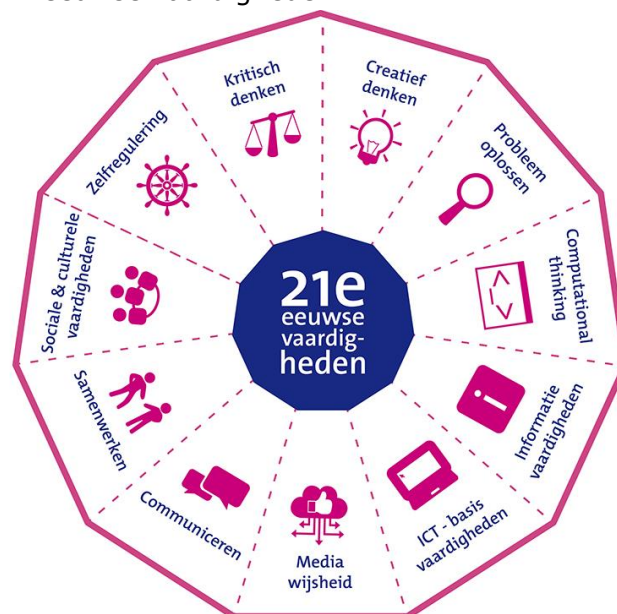 21e
eeuwse
vaardig-
heden
Kritisch
denken
Creatief
denken
Probleem
oplossen
Computational
thinking
Informatie
vaardigheden
ICT - basis
vaardigheden
Media
wijsheid
Communiceren
Samenwerken
Sociale & culturele
vaardigheden
Zelfregulering